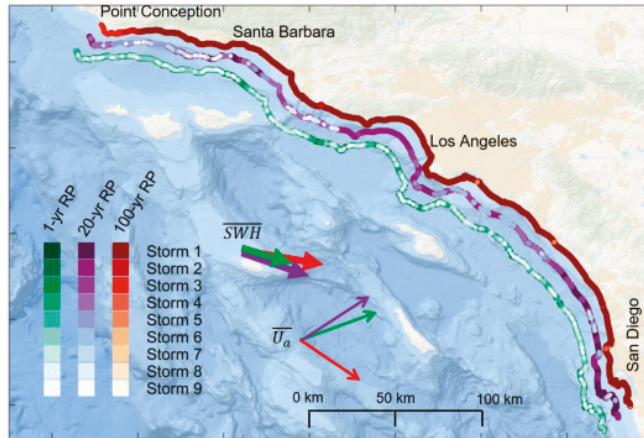 Point Conception
Santa Barbara
Los Angeles
San Diego
1-yr RP
20-yr RP
100-yr RP
Storm 1
Storm 2
Storm 3
Storm 4
Storm 5
Storm 6
Storm 7
Storm 8
Storm 9
SWH
U_a
0 km
50 km
100 km